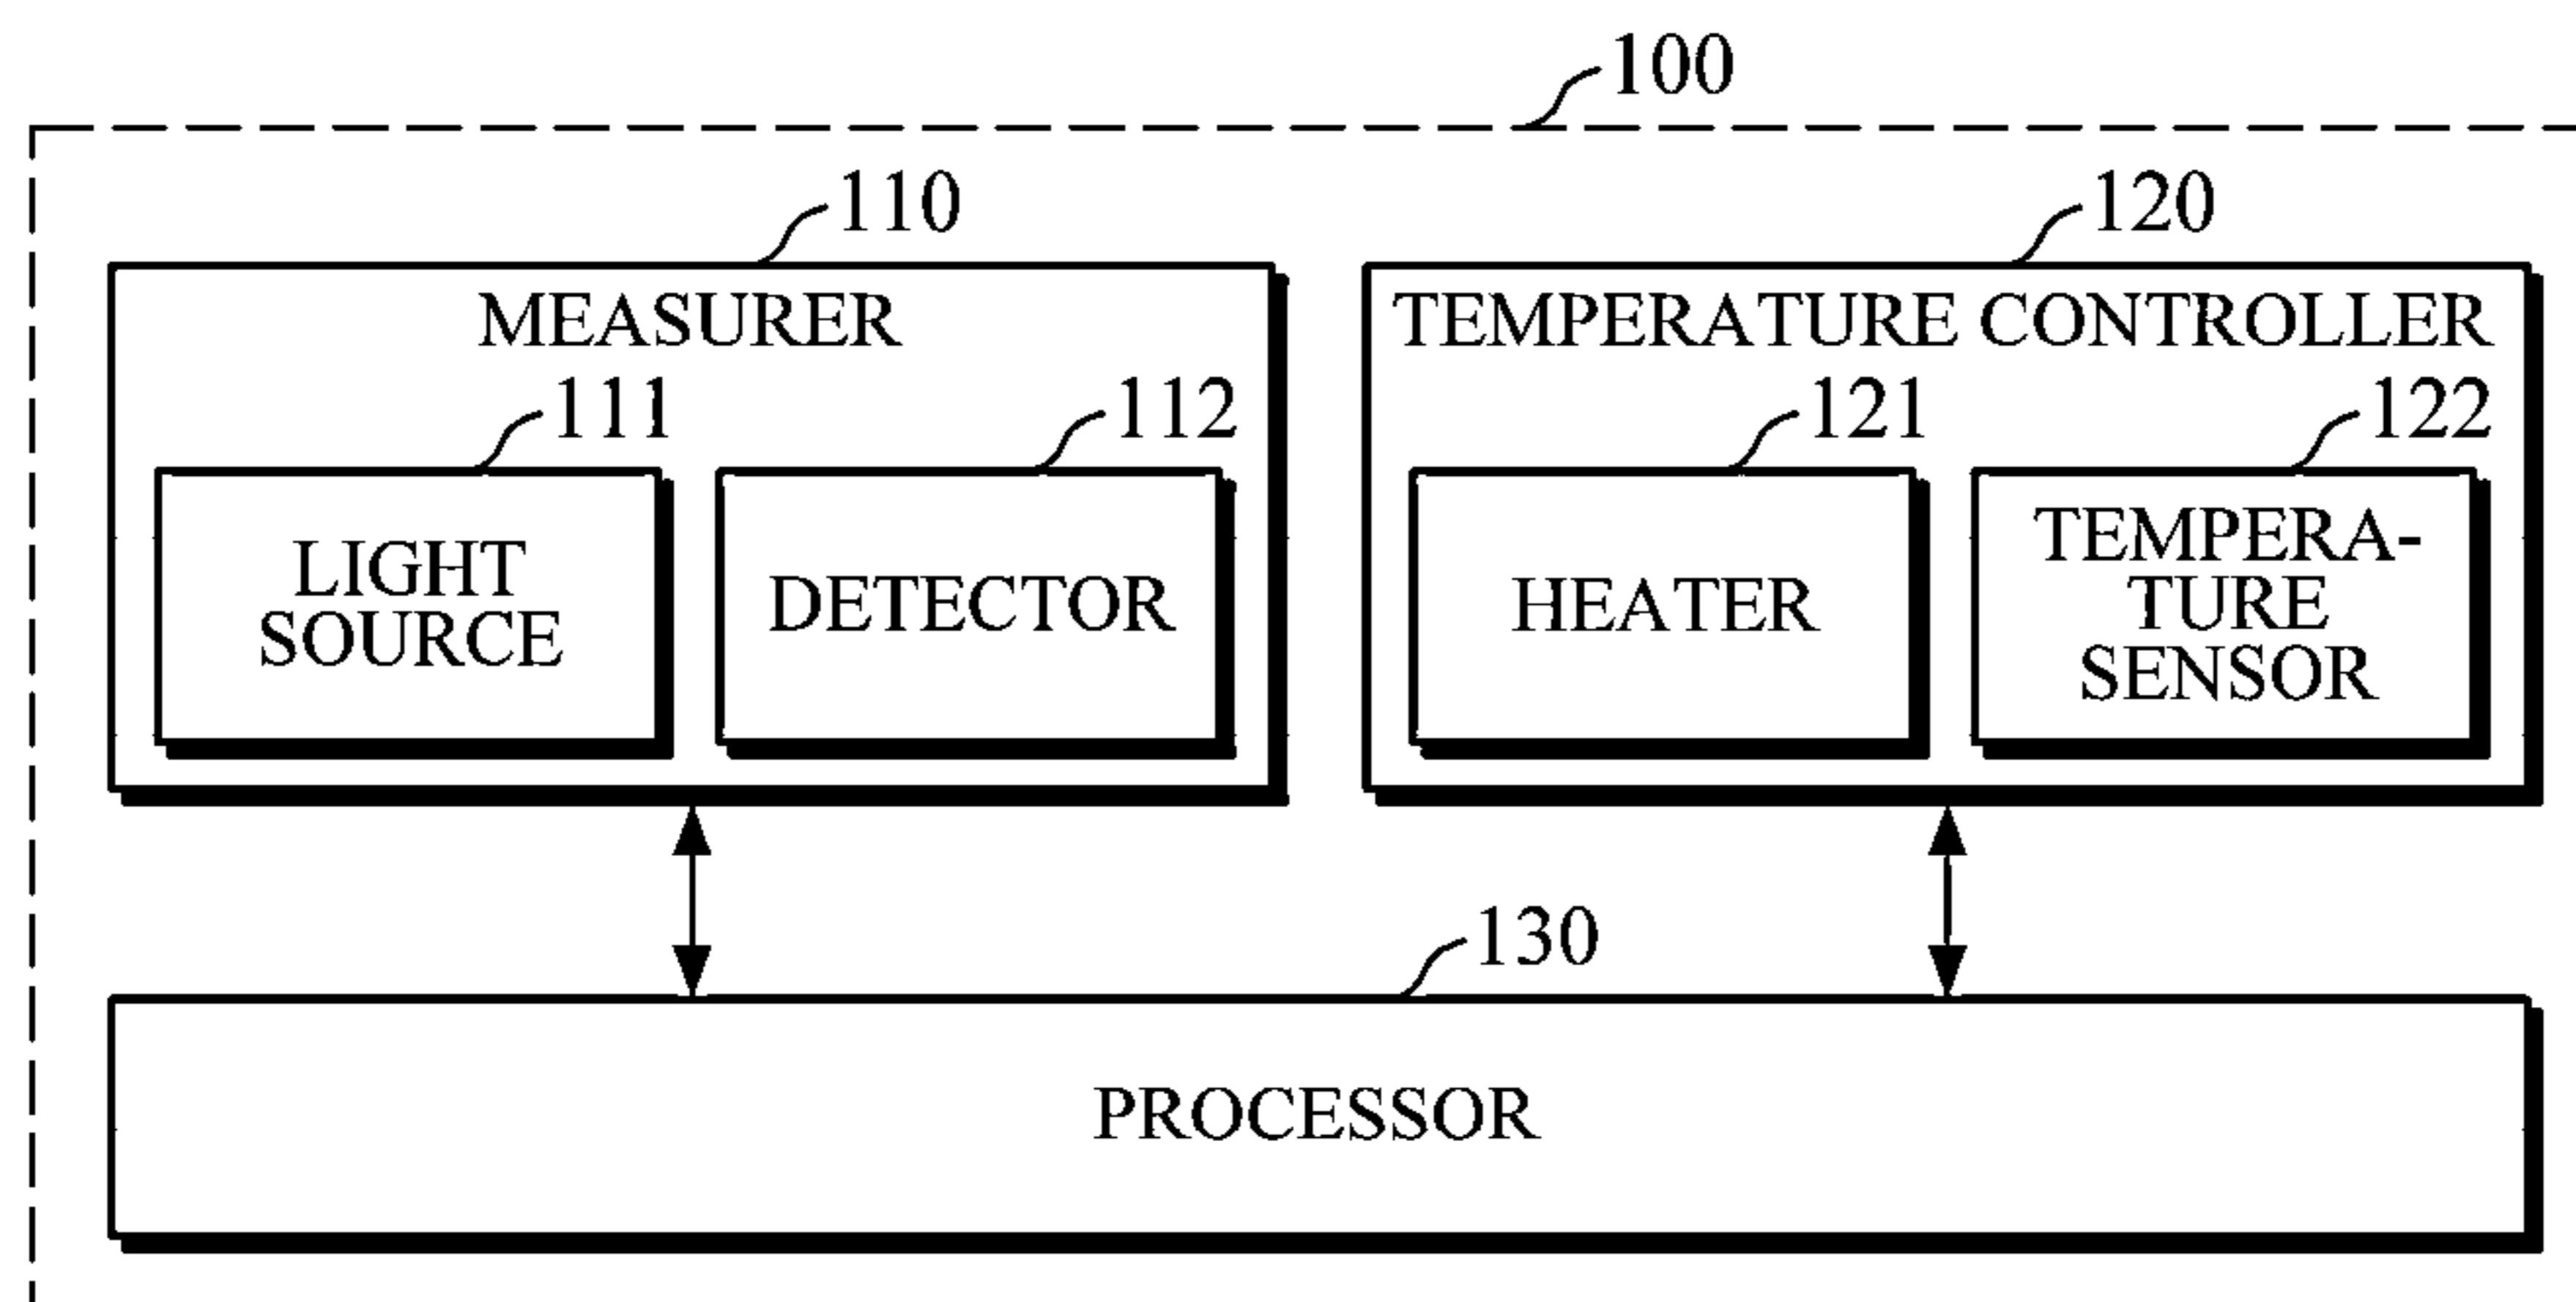 100
110
120
MEASURER
TEMPERATURE CONTROLLER
111
112
121
122
LIGHT
SOURCE
DETECTOR
HEATER
TEMPERA-
TURE
SENSOR
130
PROCESSOR